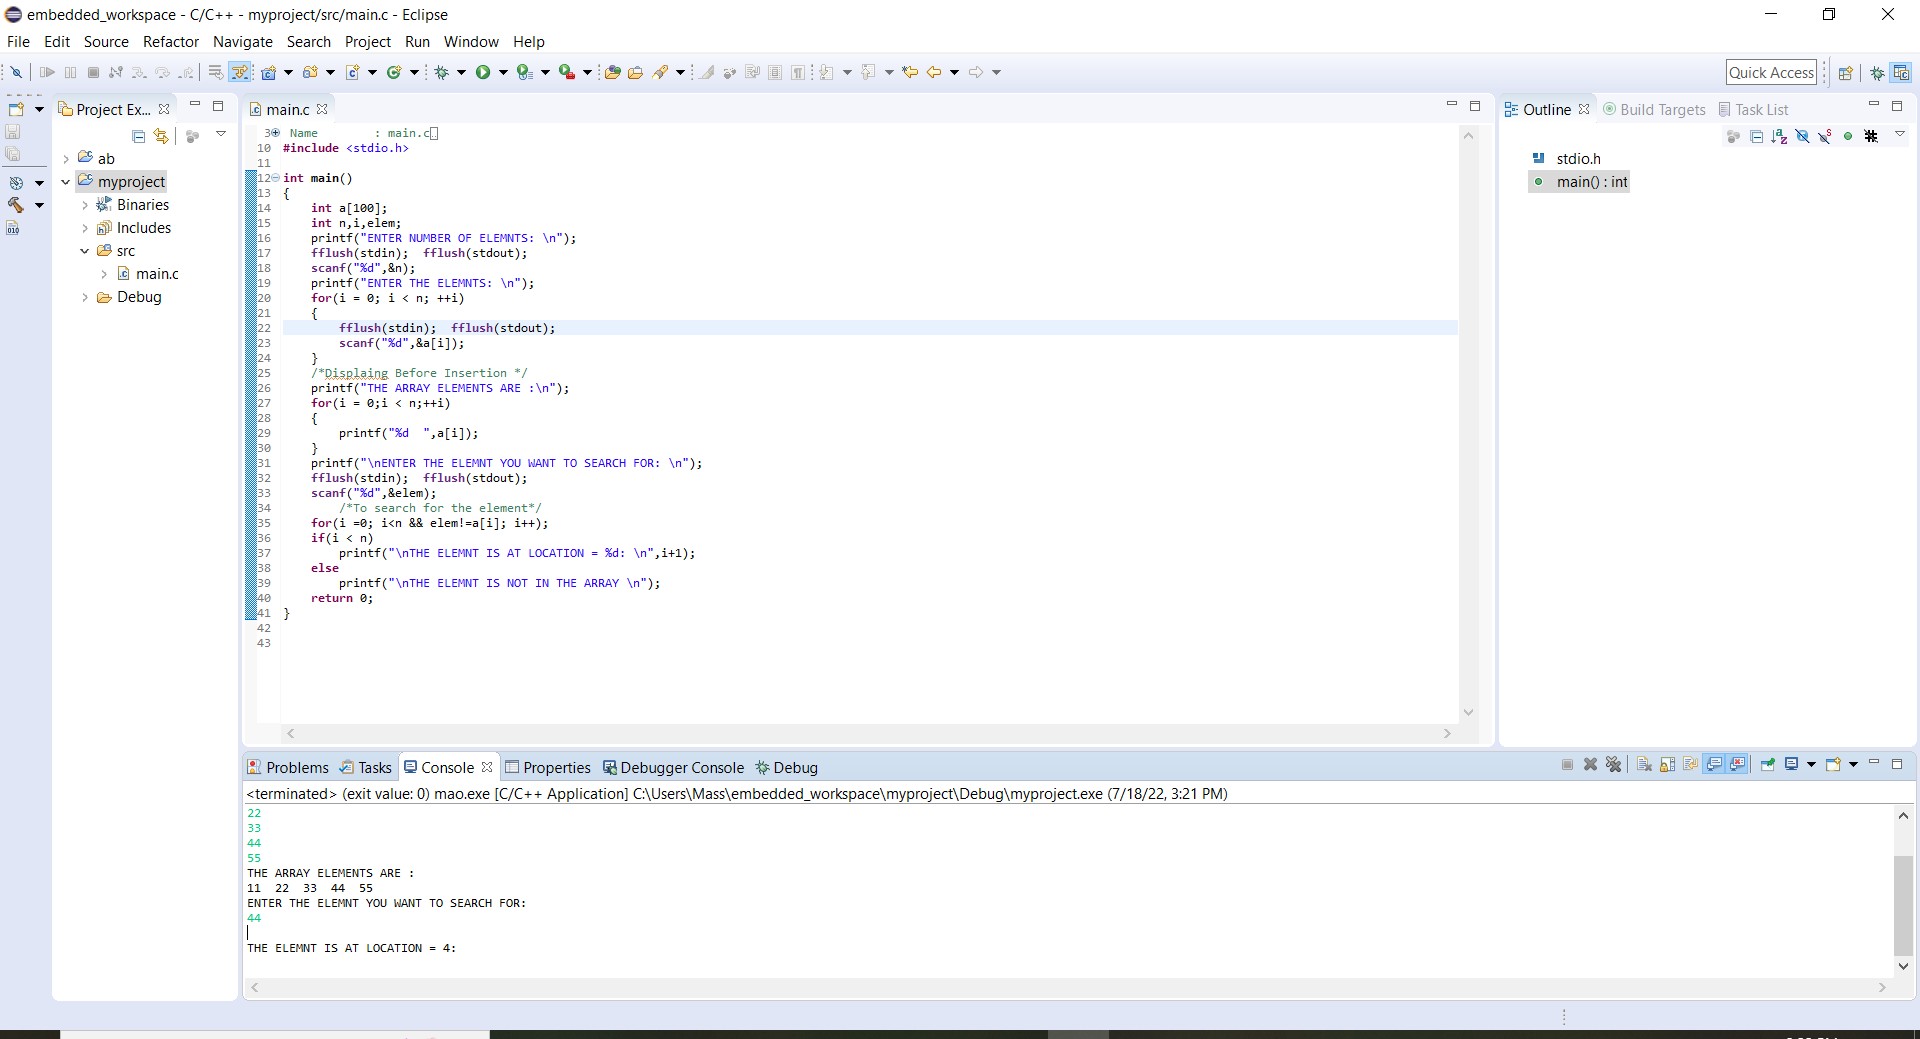 embedded_workspace - C/C++ - myproject/src/main.c - Eclipse
File Edit Source Refactor Navigate Search Project Run Window Help
Quick Access
Project Ex...
ab
myproject
Binaries
Includes
src
main.c
Debug
main.c
3 Name : main.c
10 #include <stdio.h>
11
12 int main()
13 {
14 int a[100];
15 int n,i,elem;
16 printf("ENTER NUMBER OF ELEMNTS: \n");
17 fflush(stdin); fflush(stdout);
18 scanf("%d",&n);
19 printf("ENTER THE ELEMNTS: \n");
20 for(i = 0; i < n; ++i)
21 {
22 fflush(stdin); fflush(stdout);
23 scanf("%d",&a[i]);
24 }
25 /*Displaing Before Insertion */
26 printf("THE ARRAY ELEMENTS ARE :\n");
27 for(i = 0;i < n;++i)
28 {
29 printf("%d ",a[i]);
30 }
31 printf("\nENTER THE ELEMNT YOU WANT TO SEARCH FOR: \n");
32 fflush(stdin); fflush(stdout);
33 scanf("%d",&elem);
34 /*To search for the element*/
35 for(i =0; i<n && elem!=a[i]; i++);
36 if(i < n)
37 printf("\nTHE ELEMNT IS AT LOCATION = %d: \n",i+1);
38 else
39 printf("\nTHE ELEMNT IS NOT IN THE ARRAY \n");
40 return 0;
41 }
42
43
Outline Build Targets Task List
stdio.h
main() : int
Problems Tasks Console Properties Debugger Console Debug
<terminated> (exit value: 0) mao.exe [C/C++ Application] C:\Users\Mass\embedded_workspace\myproject\Debug\myproject.exe (7/18/22, 3:21 PM)
22
33
44
55
THE ARRAY ELEMENTS ARE :
11 22 33 44 55
ENTER THE ELEMNT YOU WANT TO SEARCH FOR:
44
THE ELEMNT IS AT LOCATION = 4: